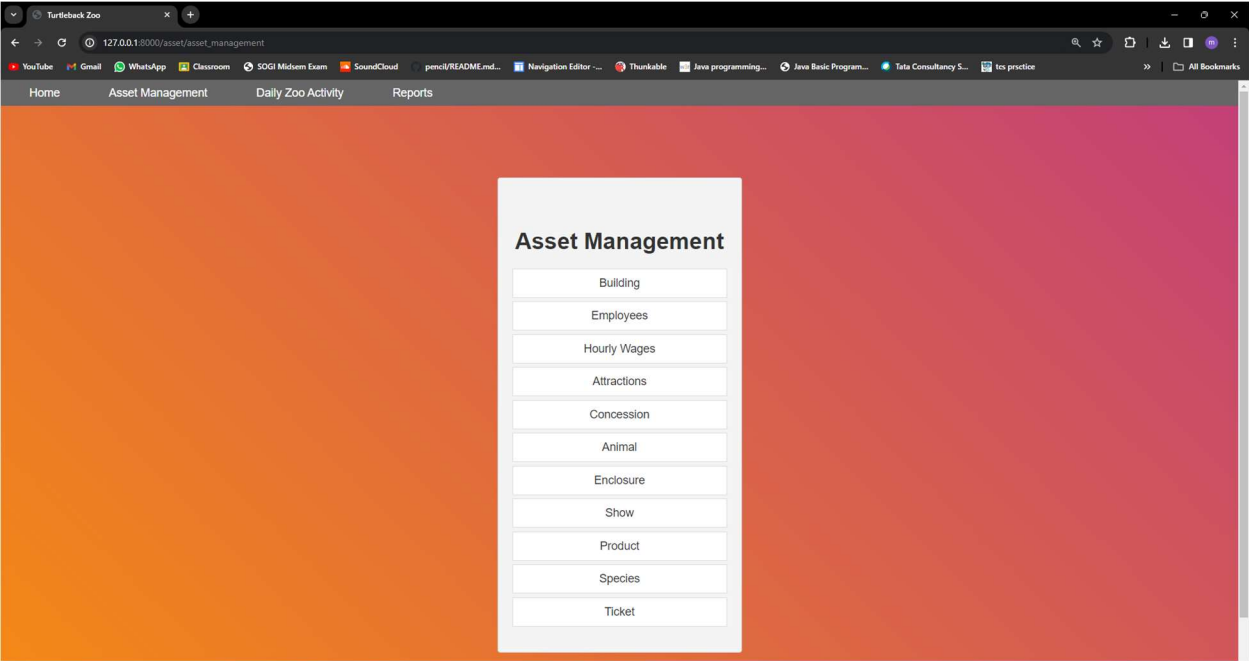 Turtleback Zoo
127.0.0.1:8000/asset/asset_management
m
YouTube Gmail WhatsApp Classroom SOGI Midsem Exam SoundCloud pencil/README.md... Navigation Editor -... Thunkable Java programming... Java Basic Program... Tata Consultancy S... tcs prsctice » All Bookmarks
Home Asset Management Daily Zoo Activity Reports
Asset Management
Building
Employees
Hourly Wages
Attractions
Concession
Animal
Enclosure
Show
Product
Species
Ticket